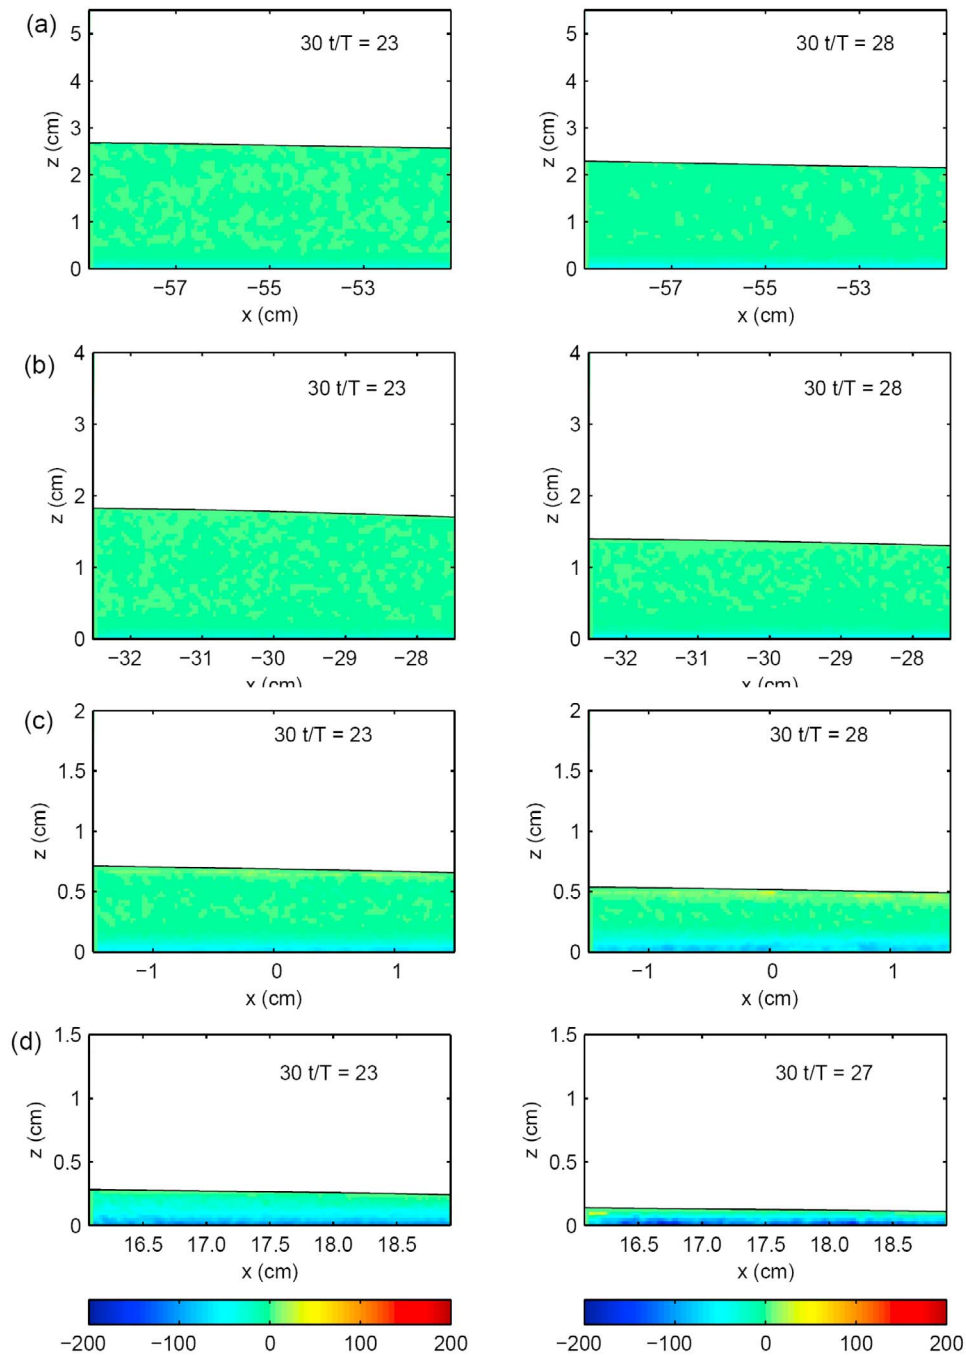 (a)
30 t/T = 23
30 t/T = 28
z (cm)
5
4
3
2
1
0
−57
−55
−53
x (cm)
z (cm)
5
4
3
2
1
0
−57
−55
−53
x (cm)
(b)
30 t/T = 23
30 t/T = 28
z (cm)
4
3
2
1
0
−32
−31
−30
−29
−28
x (cm)
z (cm)
4
3
2
1
0
−32
−31
−30
−29
−28
x (cm)
(c)
30 t/T = 23
30 t/T = 28
z (cm)
2
1.5
1
0.5
0
−1
0
1
x (cm)
z (cm)
2
1.5
1
0.5
0
−1
0
1
x (cm)
(d)
30 t/T = 23
30 t/T = 27
z (cm)
1.5
1
0.5
0
16.5
17.0
17.5
18.0
18.5
x (cm)
z (cm)
1.5
1
0.5
0
16.5
17.0
17.5
18.0
18.5
x (cm)
−200
−100
0
100
200
−200
−100
0
100
200